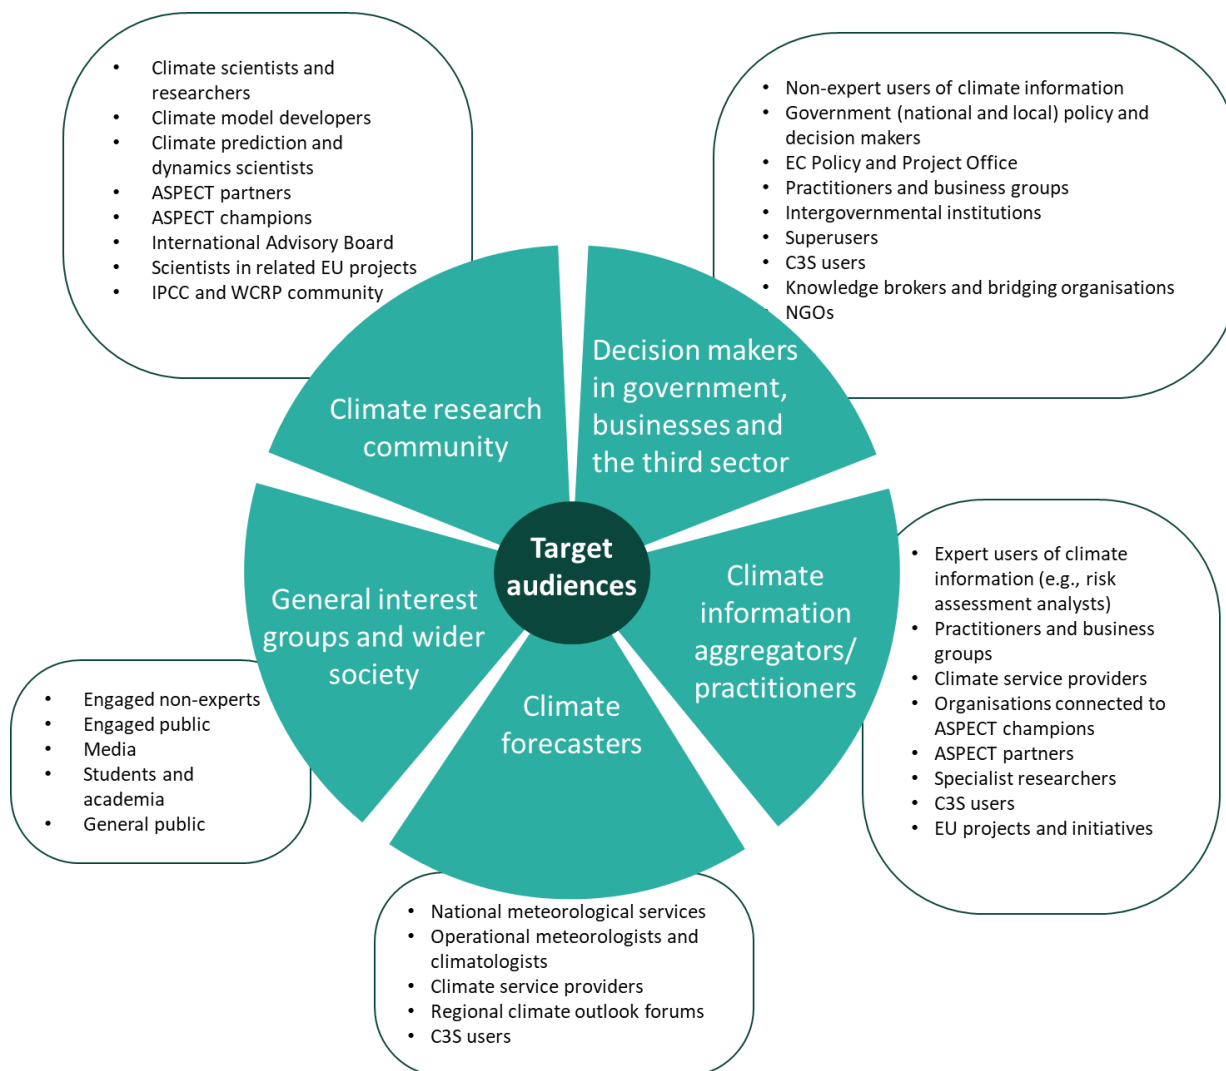 • Climate scientists and
researchers
• Climate model developers
• Climate prediction and
dynamics scientists
• ASPECT partners
• ASPECT champions
• International Advisory Board
• Scientists in related EU projects
• IPCC and WCRP community
• Non-expert users of climate information
• Government (national and local) policy and
decision makers
• EC Policy and Project Office
• Practitioners and business groups
• Intergovernmental institutions
• Superusers
• C3S users
• Knowledge brokers and bridging organisations
• NGOs
Climate research
community
Decision makers
in government,
businesses and
the third sector
Target
audiences
General interest
groups and wider
society
Climate
information
aggregators/
practitioners
Climate
forecasters
• Expert users of climate
information (e.g., risk
assessment analysts)
• Practitioners and business
groups
• Climate service providers
• Organisations connected to
ASPECT champions
• ASPECT partners
• Specialist researchers
• C3S users
• EU projects and initiatives
• Engaged non-experts
• Engaged public
• Media
• Students and
academia
• General public
• National meteorological services
• Operational meteorologists and
climatologists
• Climate service providers
• Regional climate outlook forums
• C3S users